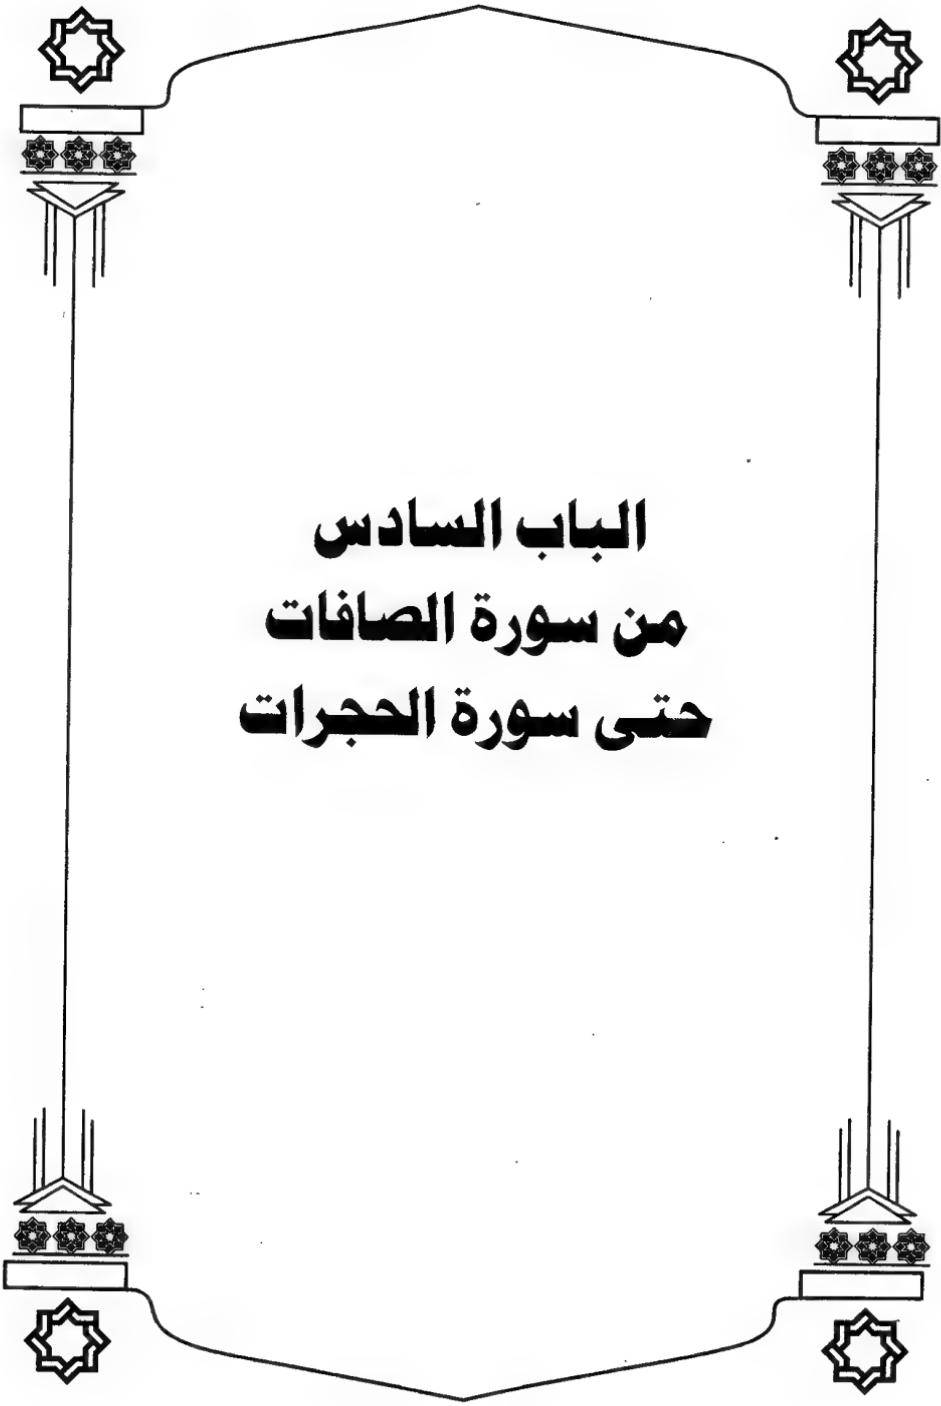 الباب السادس
من سورة الصافات
حتى سورة الحجرات